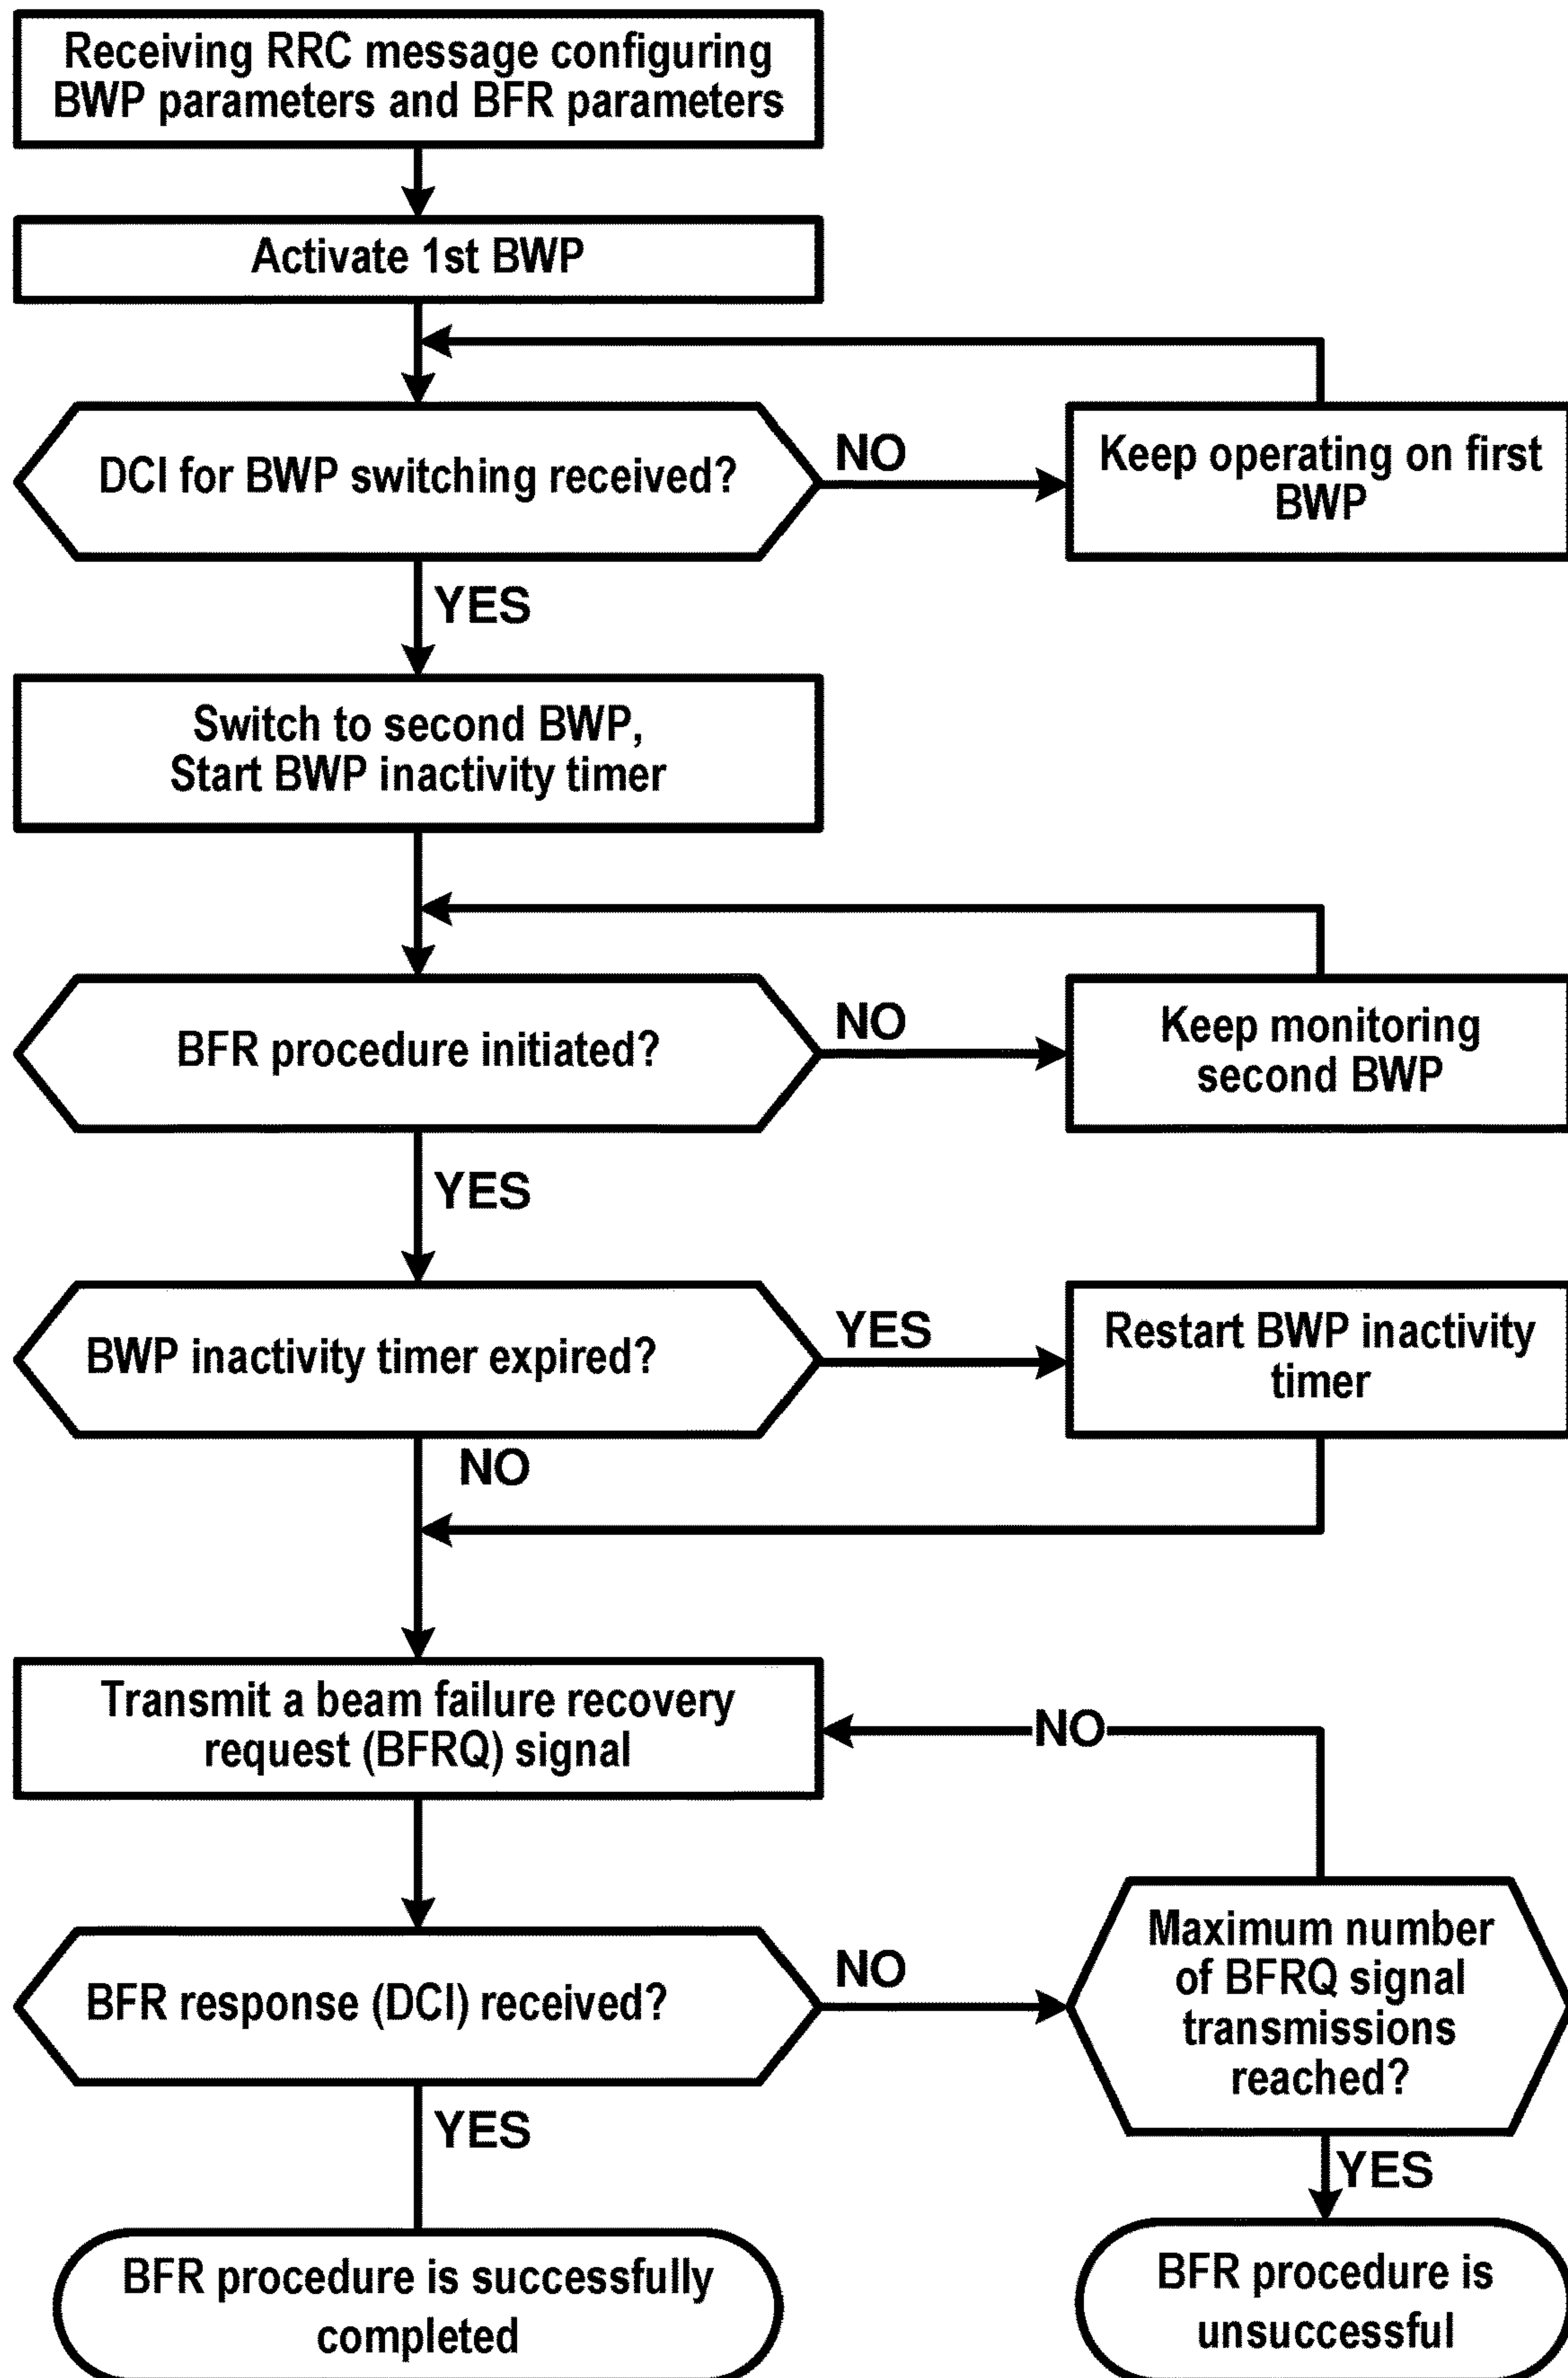 Receiving RRC message configuring
BWP parameters and BFR parameters
Activate 1st BWP
DCI for BWP switching received?
NO
Keep operating on first
BWP
YES
Switch to second BWP,
Start BWP inactivity timer
BFR procedure initiated?
NO
Keep monitoring
second BWP
YES
BWP inactivity timer expired?
YES
Restart BWP inactivity
timer
NO
Transmit a beam failure recovery
request (BFRQ) signal
NO
BFR response (DCI) received?
NO
Maximum number
of BFRQ signal
transmissions
reached?
YES
YES
BFR procedure is successfully
completed
BFR procedure is
unsuccessful